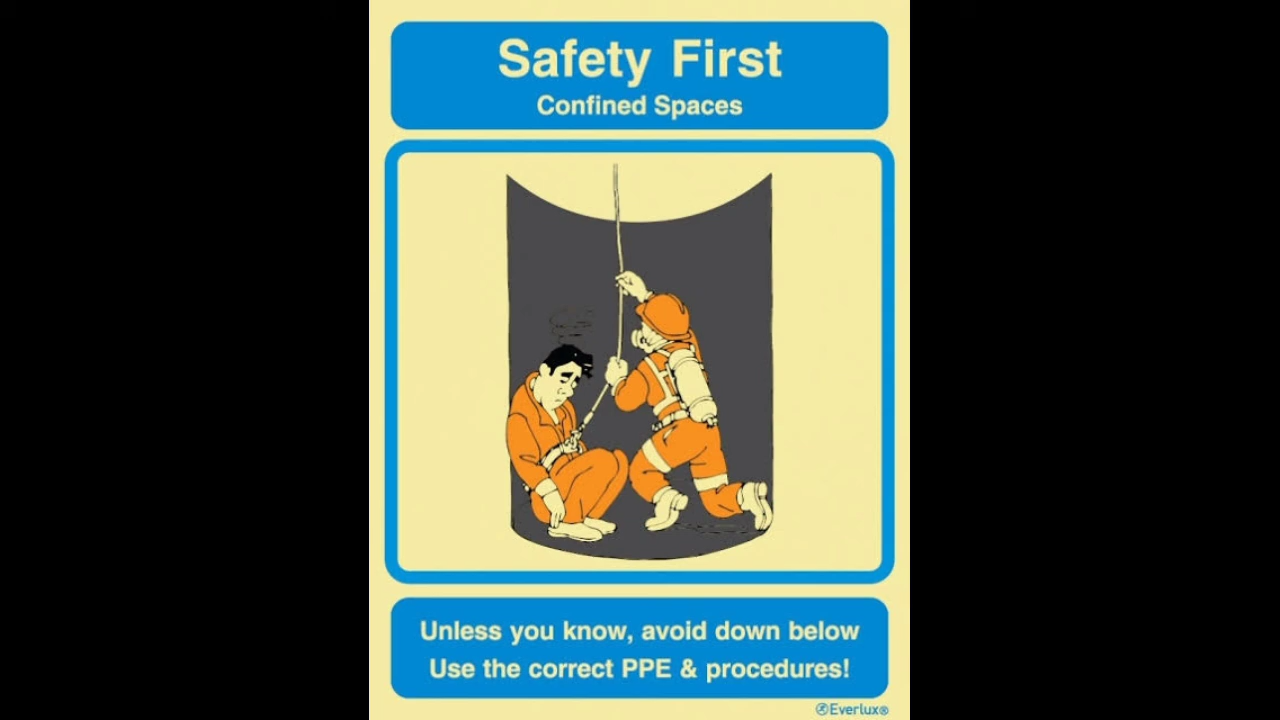 Safety First
Confined Spaces
Unless you know, avoid down below
Use the correct PPE & procedures!
Everlux®